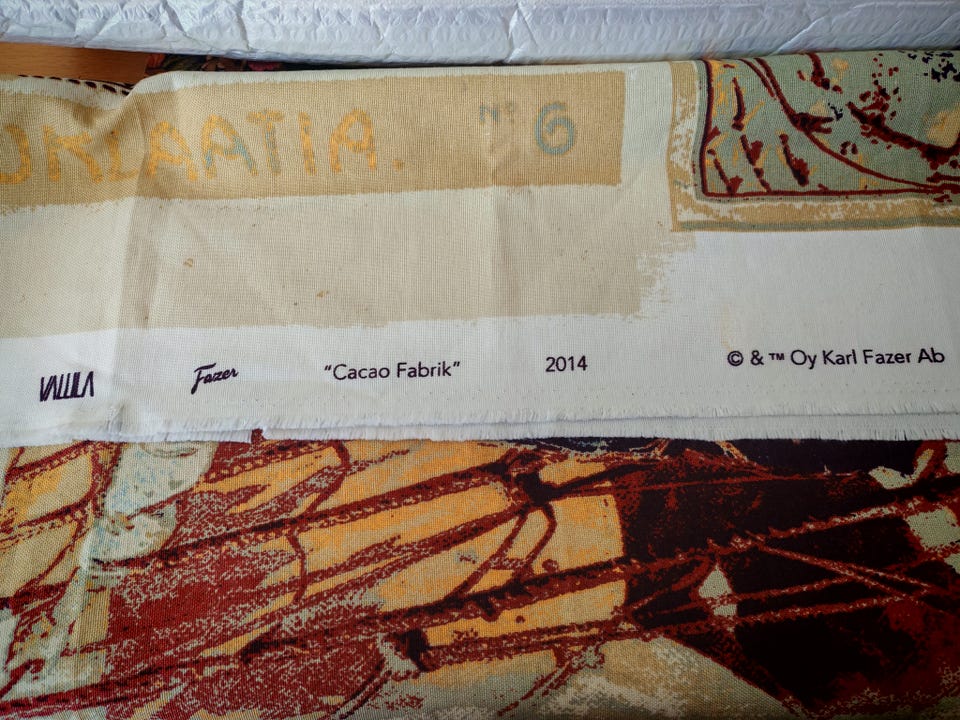 UKLAATIA. Nº 6
VALLILA Fazer “Cacao Fabrik” 2014 © & ™ Oy Karl Fazer Ab